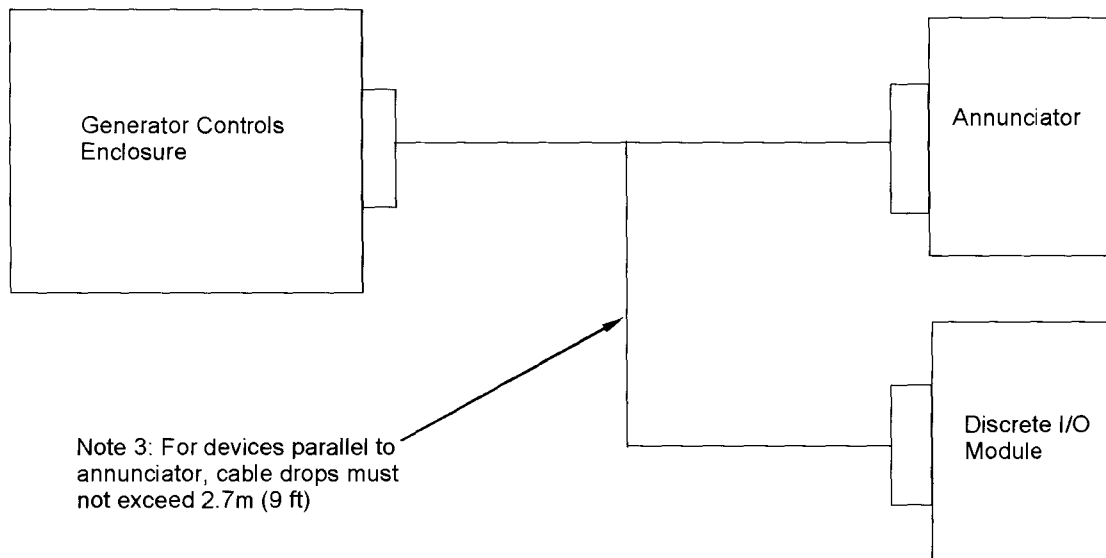 Generator Controls
Enclosure
Annunciator
Note 3: For devices parallel to
annunciator, cable drops must
not exceed 2.7m (9 ft)
Discrete I/O
Module